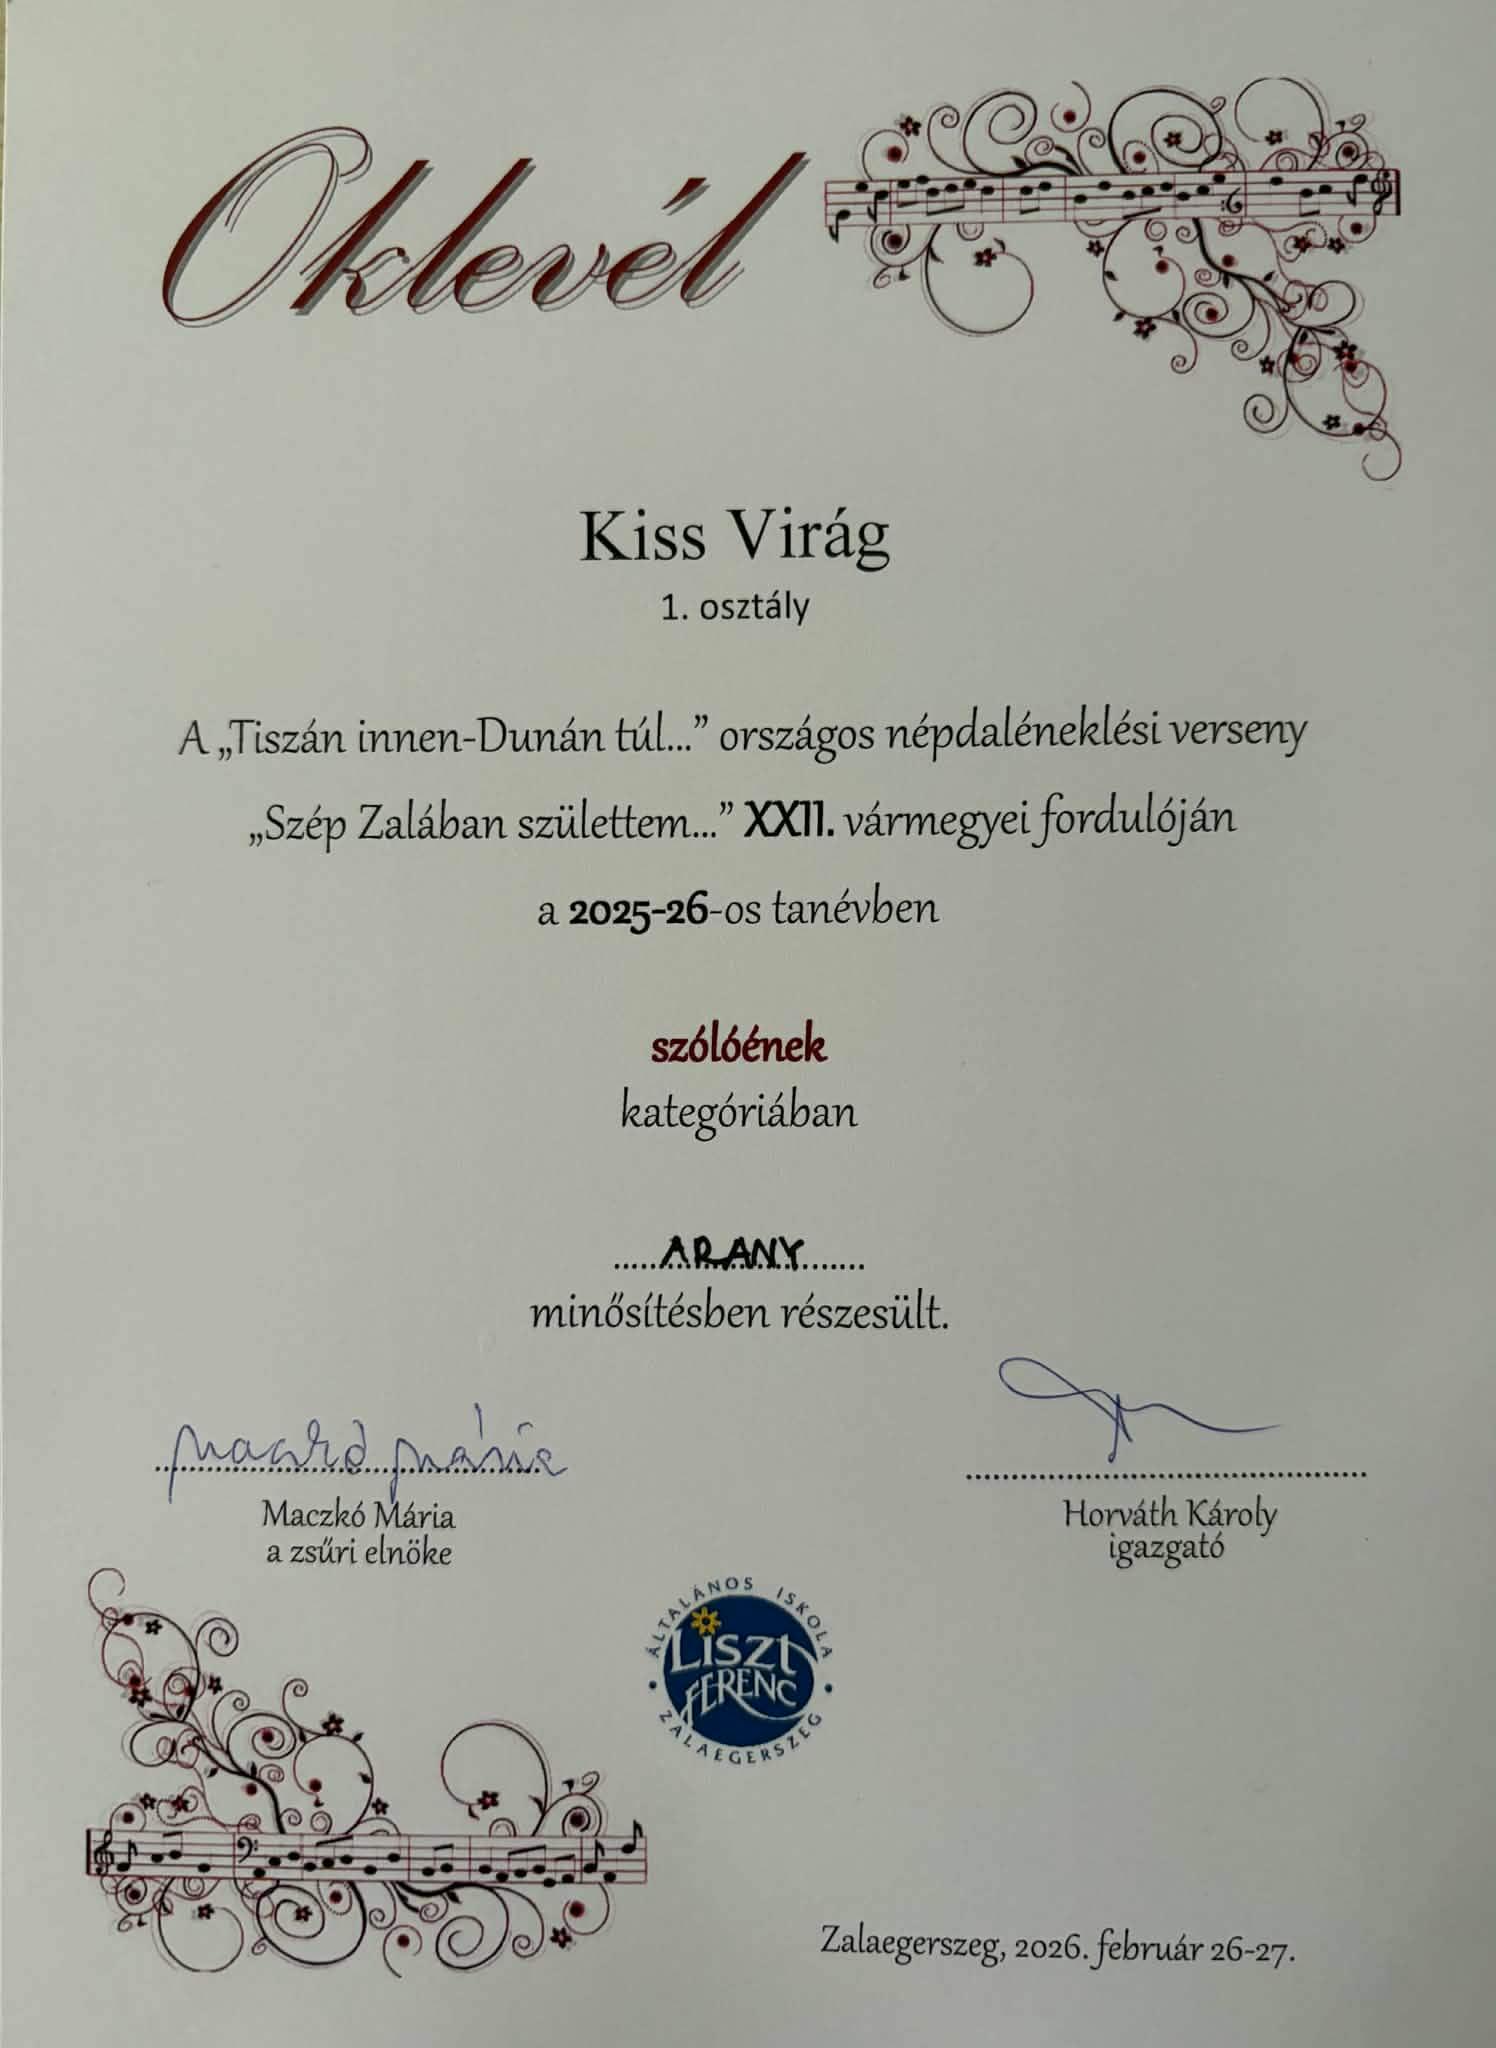 Oklevél
Kiss Virág
1. osztály
A „Tiszán innen-Dunán túl...” országos népdaléneklési verseny
„Szép Zalában születtem...” XXII. vármegyei fordulóján
a 2025-26-os tanévben
szólóének
kategóriában
ARANY
minősítésben részesült.
Maczkó Mária
Maczkó Mária
a zsűri elnöke
Horváth Károly
igazgató
ÁLTALÁNOS ISKOLA
LISZT
FERENC
ZALAEGERSZEG
Zalaegerszeg, 2026. február 26-27.